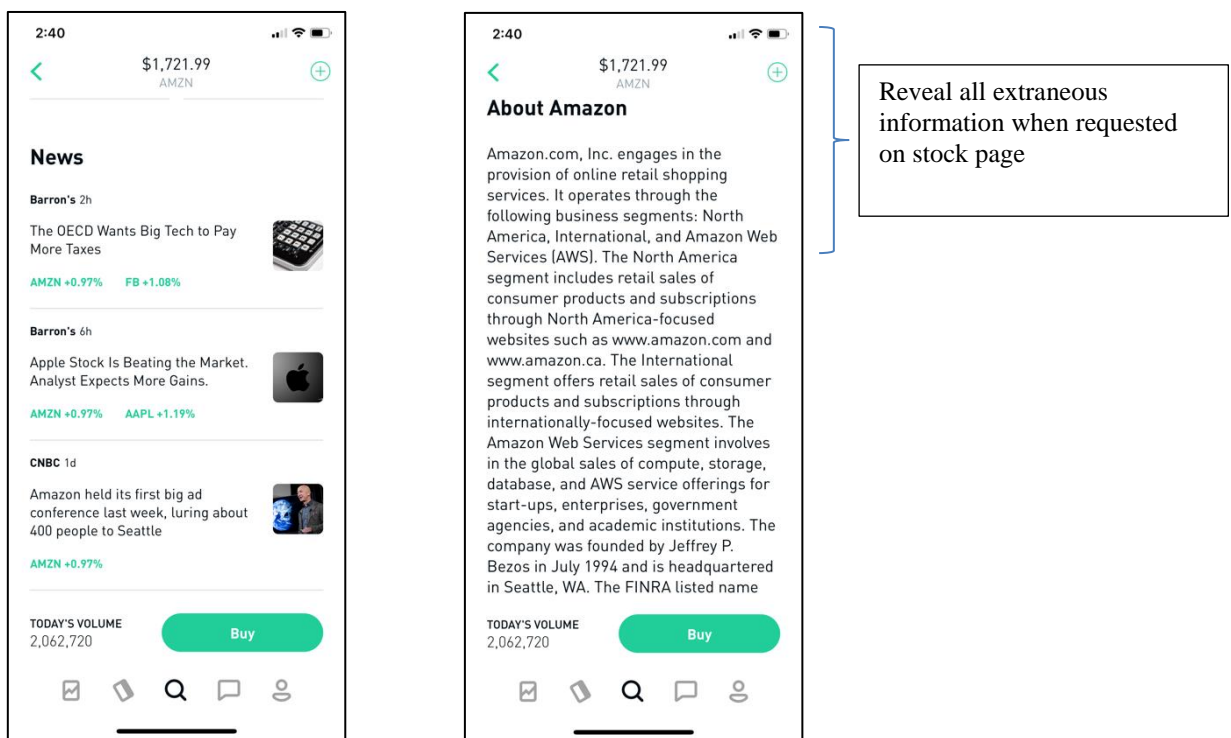 2:40
$1,721.99
AMZN
News
Barron's 2h
The OECD Wants Big Tech to Pay
More Taxes
AMZN +0.97% FB +1.08%
Barron's 6h
Apple Stock Is Beating the Market.
Analyst Expects More Gains.
AMZN +0.97% AAPL +1.19%
CNBC 1d
Amazon held its first big ad
conference last week, luring about
400 people to Seattle
AMZN +0.97%
TODAY'S VOLUME
2,062,720
Buy
2:40
$1,721.99
AMZN
About Amazon
Amazon.com, Inc. engages in the
provision of online retail shopping
services. It operates through the
following business segments: North
America, International, and Amazon Web
Services (AWS). The North America
segment includes retail sales of
consumer products and subscriptions
through North America-focused
websites such as www.amazon.com and
www.amazon.ca. The International
segment offers retail sales of consumer
products and subscriptions through
internationally-focused websites. The
Amazon Web Services segment involves
in the global sales of compute, storage,
database, and AWS service offerings for
start-ups, enterprises, government
agencies, and academic institutions. The
company was founded by Jeffrey P.
Bezos in July 1994 and is headquartered
in Seattle, WA. The FINRA listed name
TODAY'S VOLUME
2,062,720
Buy
Reveal all extraneous
information when requested
on stock page